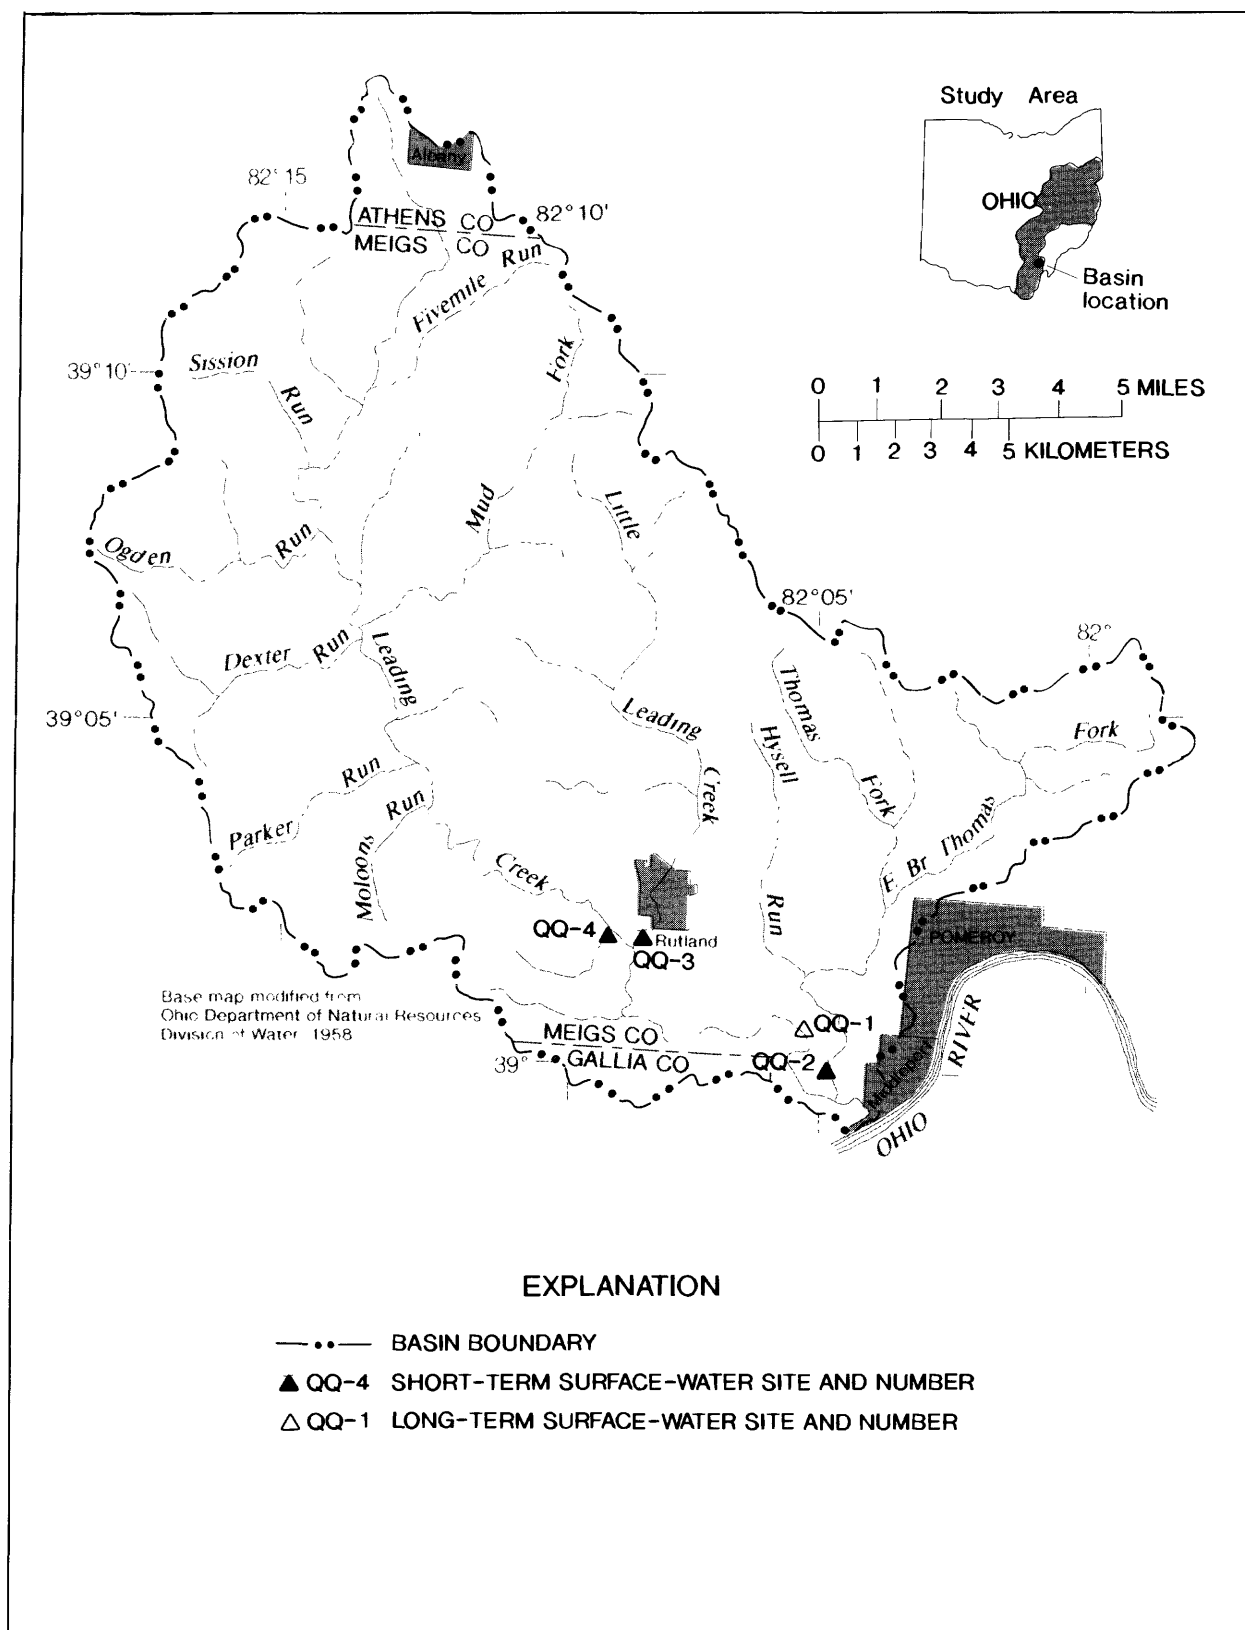 Study Area
OHIO
Basin
location
0 1 2 3 4 5 MILES
0 1 2 3 4 5 KILOMETERS
Albany
82° 15
82° 10'
ATHENS CO
MEIGS CO
Fivemile Run
Sission Run
39° 10'
Mud Fork
Little
Leading
Creek
Ogden Run
82° 05'
82°
Dexter Run
Leading
Creek
39° 05'
Thomas Fork
Hysell Run
Fork
E Br Thomas
Parker Run
Moloons Run
QQ-4
QQ-3
Rutland
POMEROY
Base map modified from
Ohio Department of Natural Resources
Division of Water 1958
MEIGS CO
GALLIA CO
39°
QQ-1
QQ-2
Middleport
OHIO RIVER
EXPLANATION
BASIN BOUNDARY
QQ-4 SHORT-TERM SURFACE-WATER SITE AND NUMBER
QQ-1 LONG-TERM SURFACE-WATER SITE AND NUMBER